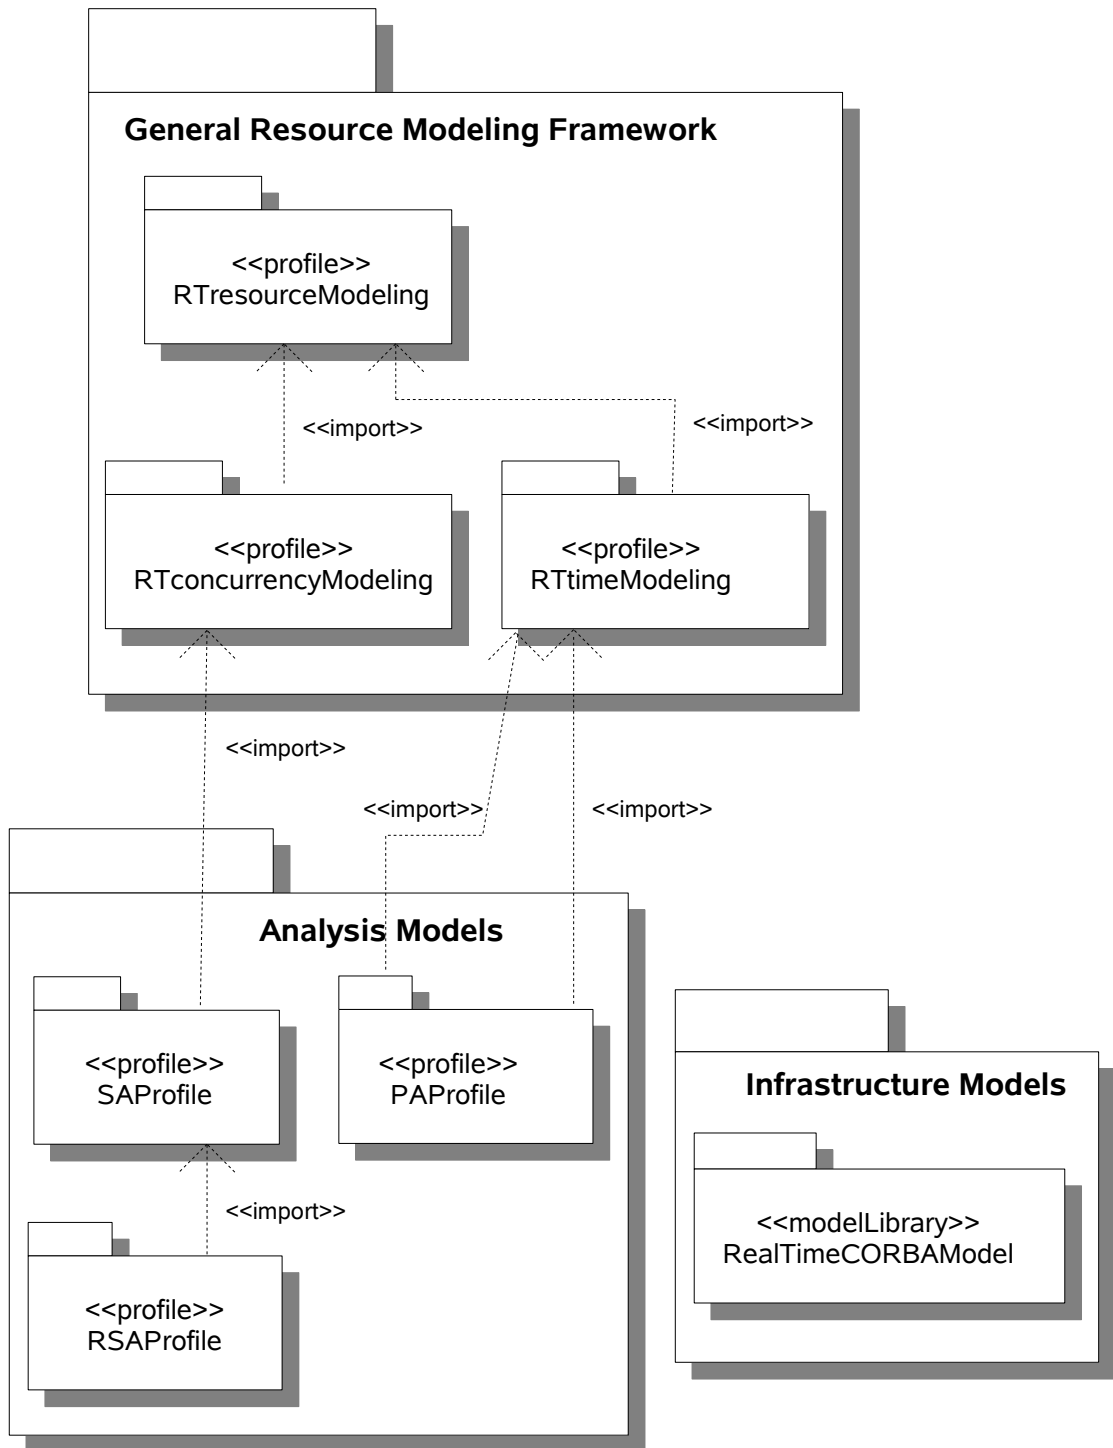 General Resource Modeling Framework
<<profile>>
RTresourceModeling
<<import>>
<<import>>
<<profile>>
RTconcurrencyModeling
<<profile>>
RTtimeModeling
<<import>>
<<import>>
<<import>>
Analysis Models
<<profile>>
SAProfile
<<profile>>
PAProfile
Infrastructure Models
<<import>>
<<modelLibrary>>
RealTimeCORBAModel
<<profile>>
RSAProfile